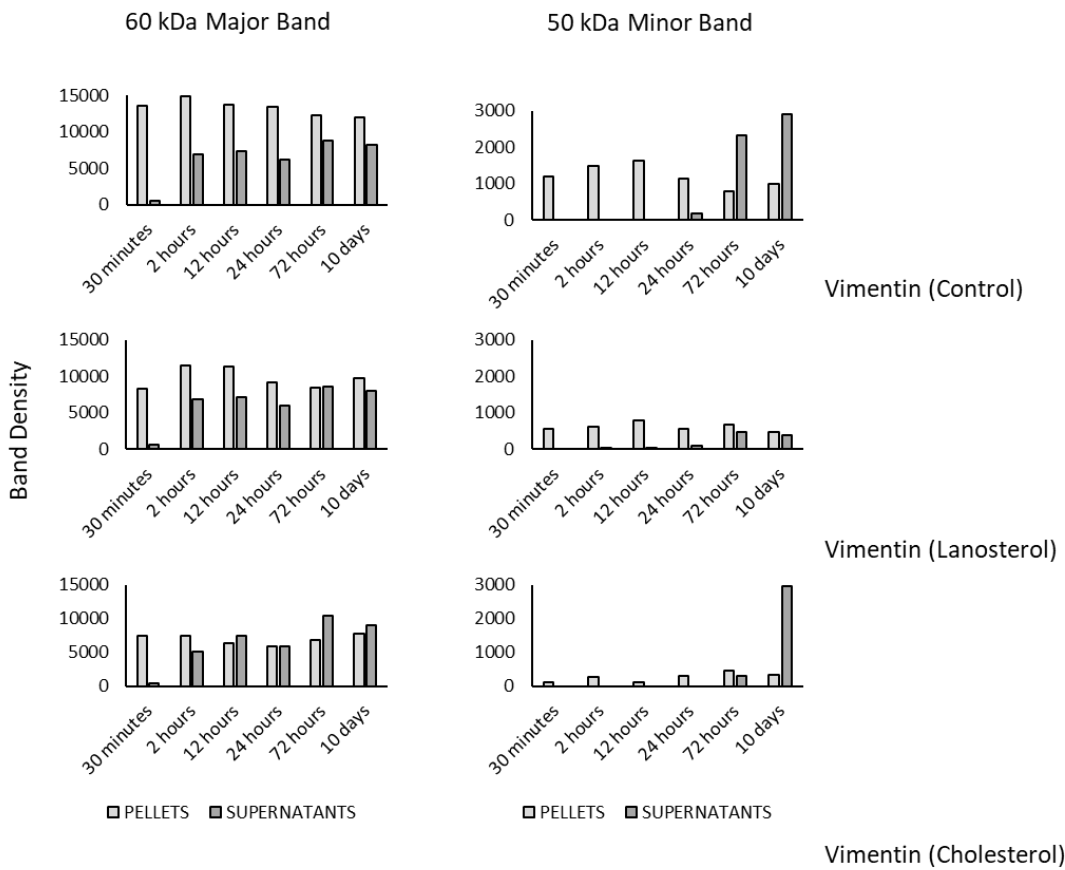 60 kDa Major Band
50 kDa Minor Band
15000
10000
5000
0
30 minutes
2 hours
12 hours
24 hours
72 hours
10 days
3000
2000
1000
0
30 minutes
2 hours
12 hours
24 hours
72 hours
10 days
Vimentin (Control)
Band Density
15000
10000
5000
0
30 minutes
2 hours
12 hours
24 hours
72 hours
10 days
3000
2000
1000
0
30 minutes
2 hours
12 hours
24 hours
72 hours
10 days
Vimentin (Lanosterol)
15000
10000
5000
0
30 minutes
2 hours
12 hours
24 hours
72 hours
10 days
3000
2000
1000
0
30 minutes
2 hours
12 hours
24 hours
72 hours
10 days
PELLETS SUPERNATANTS
PELLETS SUPERNATANTS
Vimentin (Cholesterol)